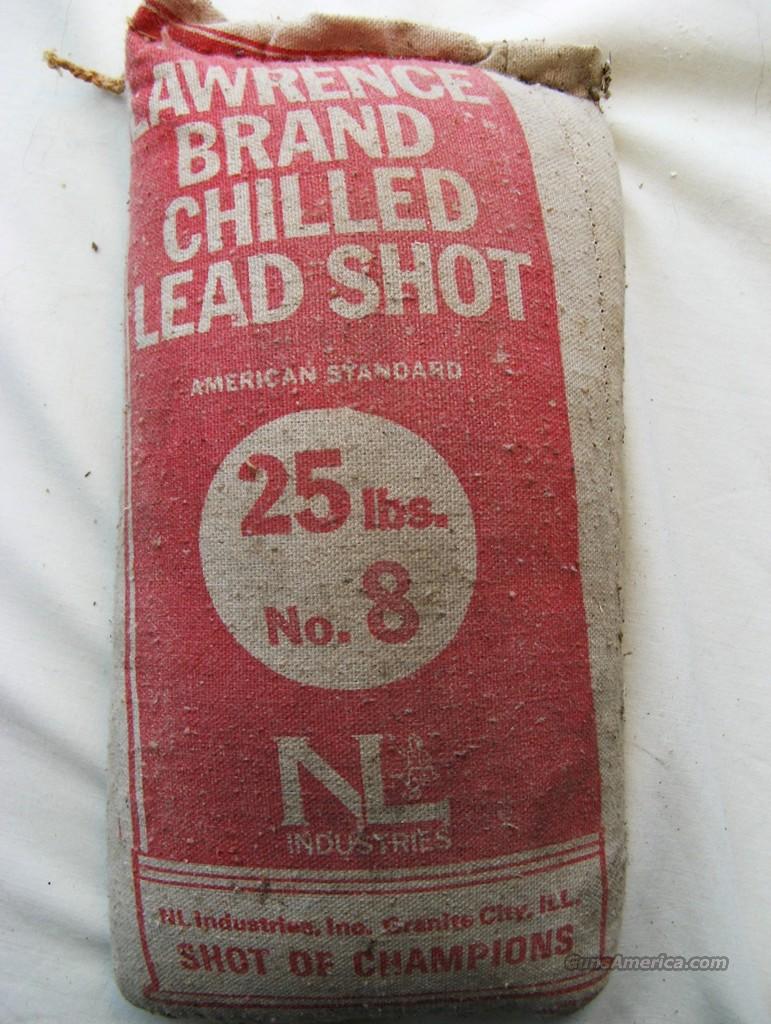 LAWRENCE
BRAND
CHILLED
LEAD SHOT
AMERICAN STANDARD
25 lbs.
No. 8
NL
INDUSTRIES
NL Industries, Inc. Granite City, ILL.
SHOT OF CHAMPIONS
GunsAmerica.com